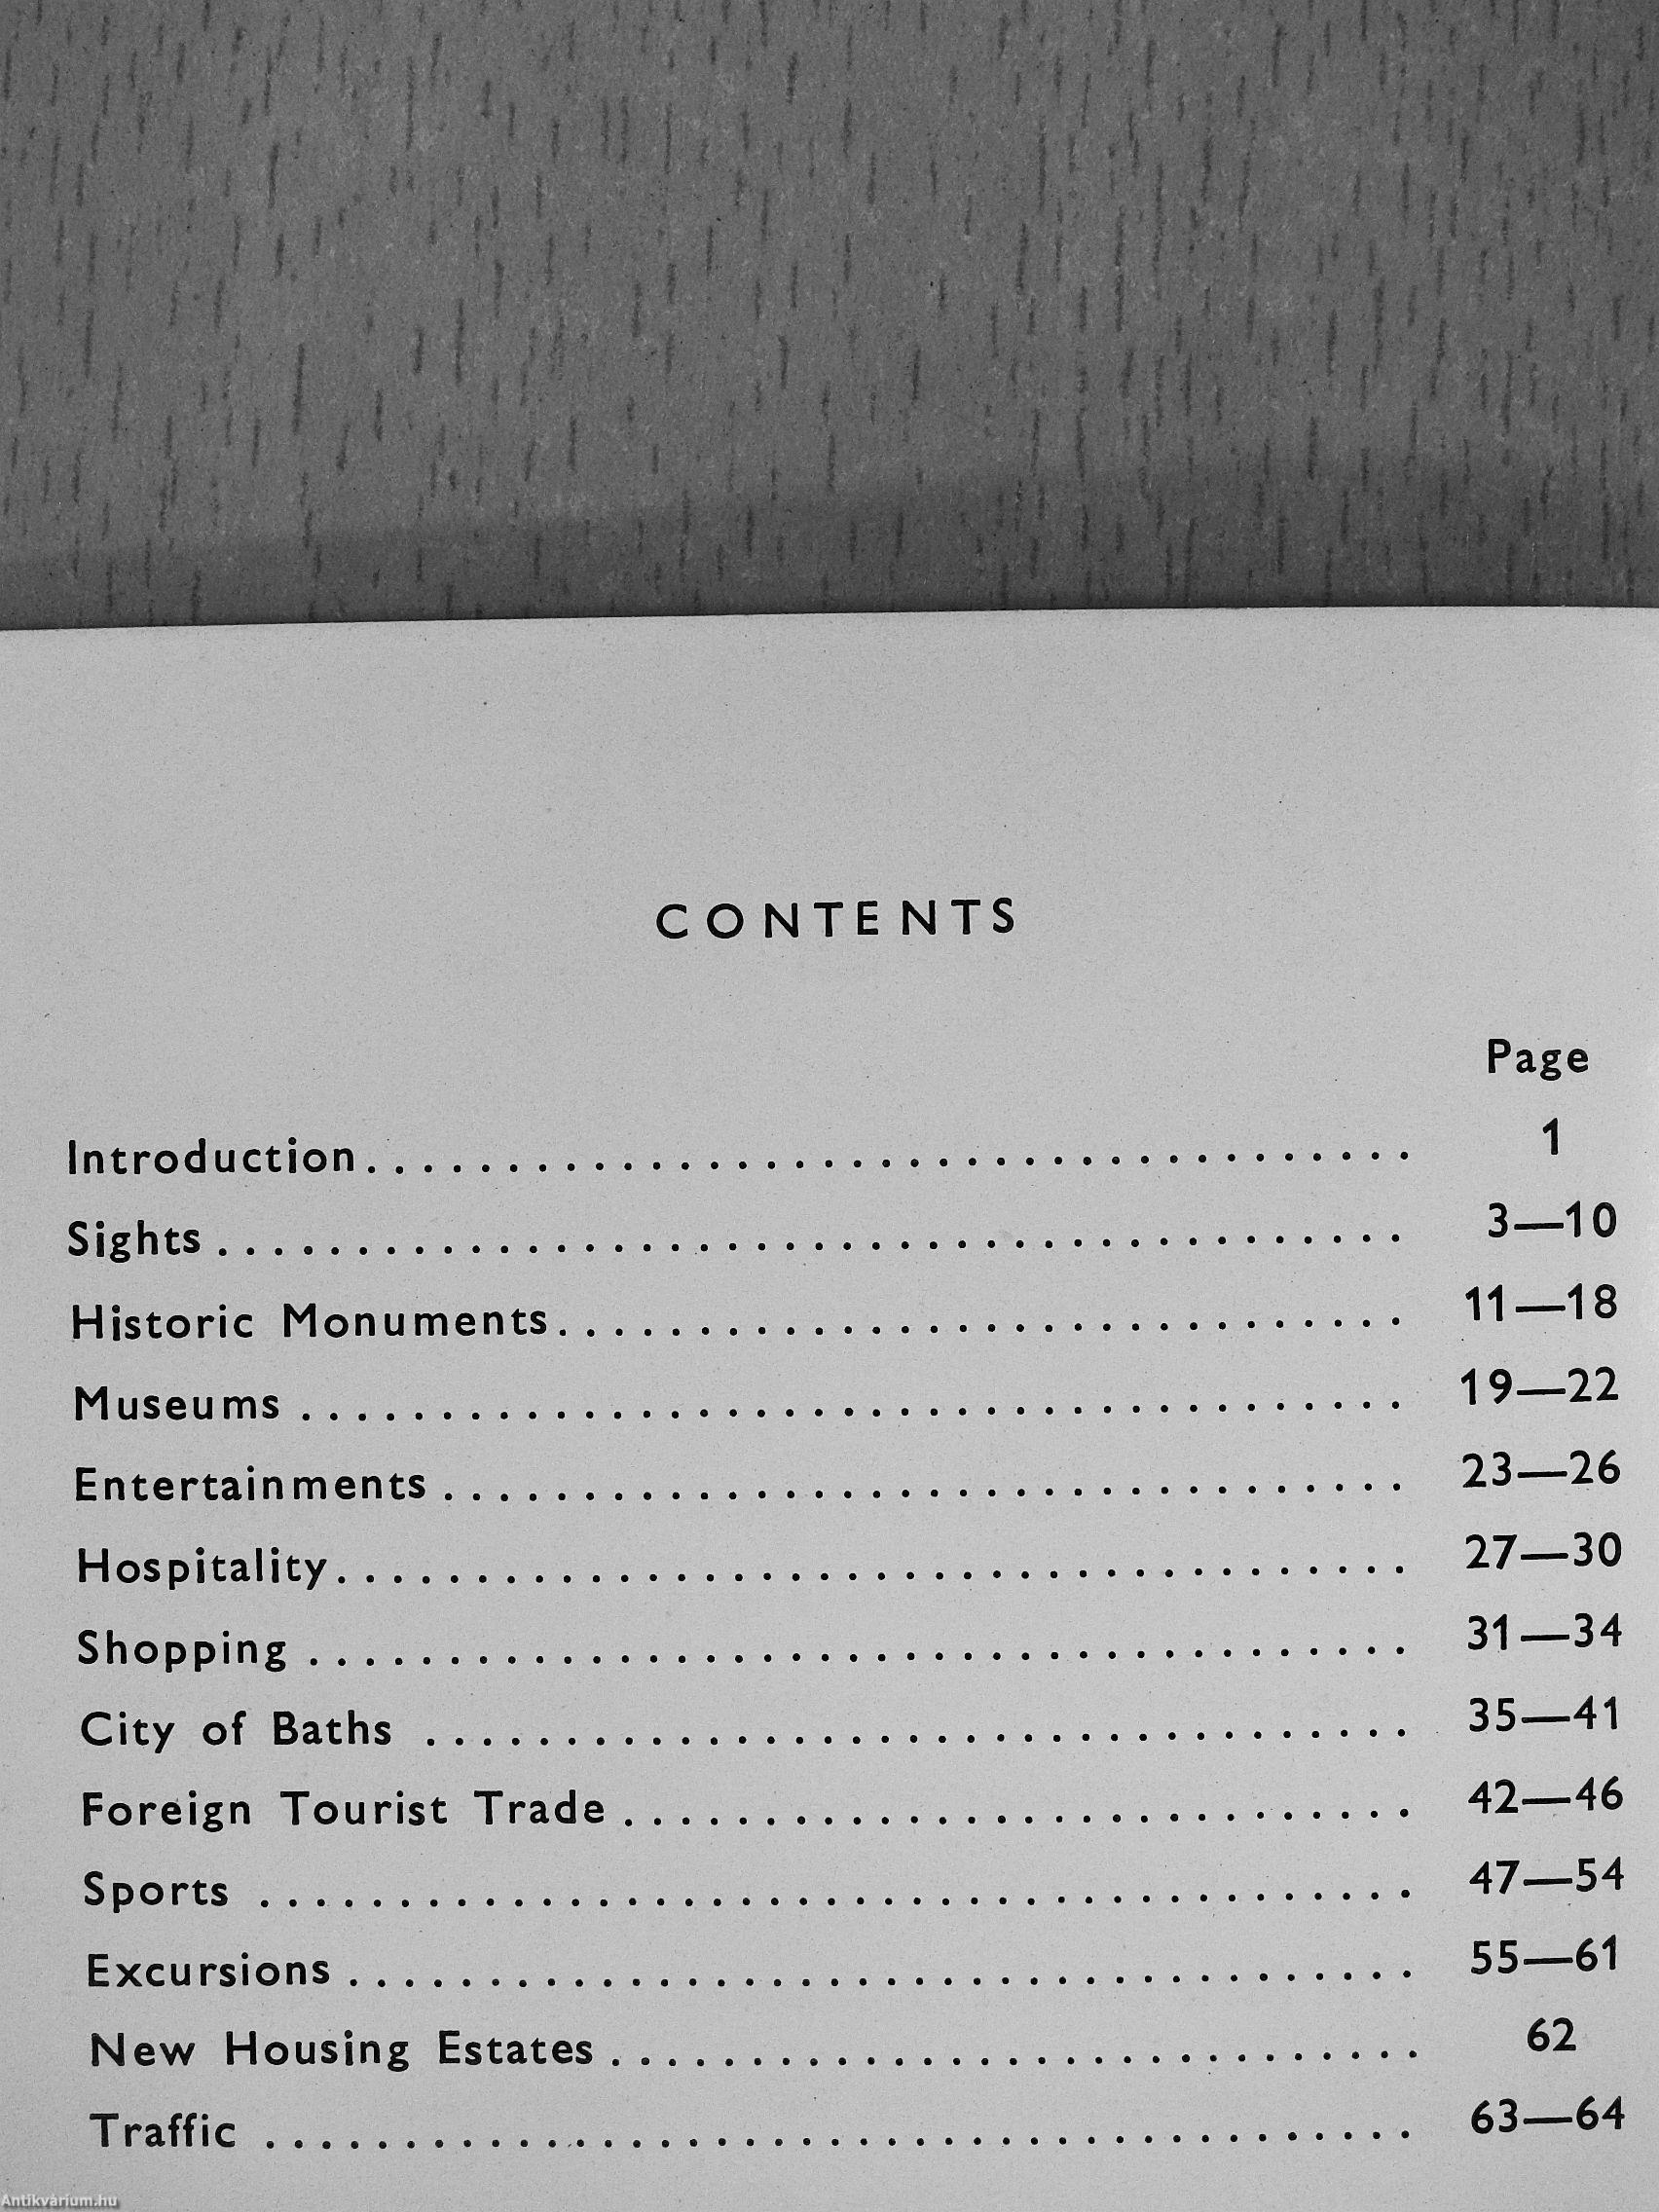 CONTENTS
Page
Introduction........................................ 1
Sights.......................................... 3—10
Historic Monuments.............................. 11—18
Museums ....................................... 19—22
Entertainments .................................. 23—26
Hospitality...................................... 27—30
Shopping ....................................... 31—34
City of Baths ................................... 35—41
Foreign Tourist Trade............................ 42—46
Sports ......................................... 47—54
Excursions ...................................... 55—61
New Housing Estates ............................. 62
Traffic ......................................... 63—64
Antikvárium.hu